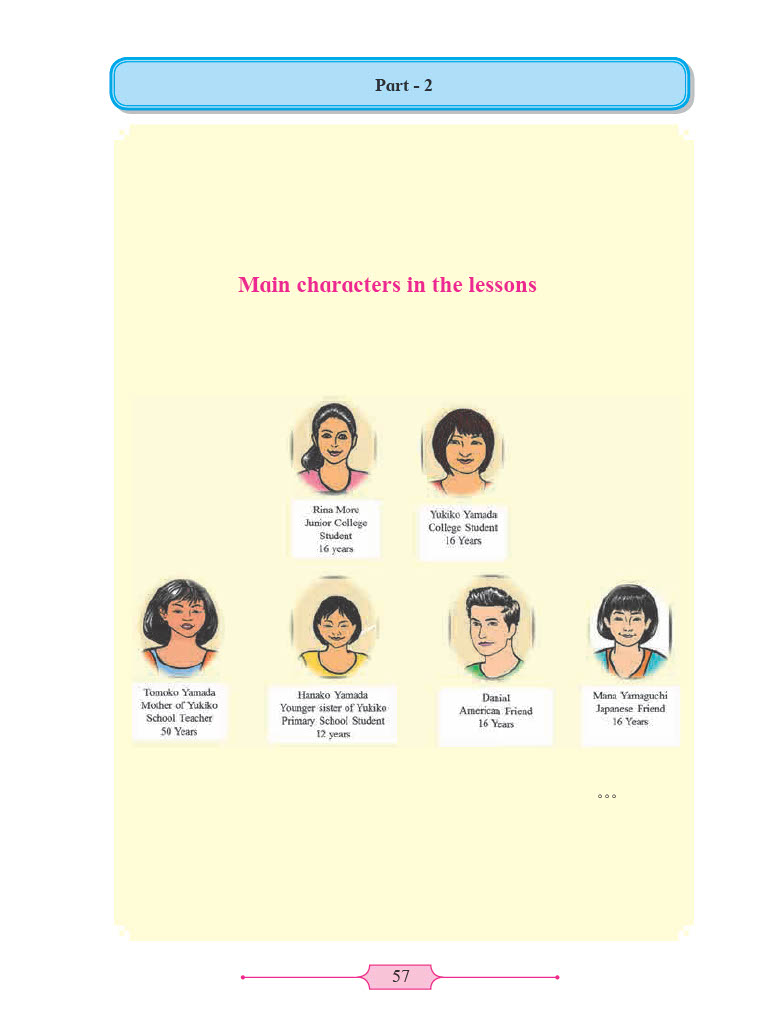 Part - 2
Main characters in the lessons
Rina More
Junior College
Student
16 years
Yukiko Yamada
College Student
16 Years
Tomoko Yamada
Mother of Yukiko
School Teacher
50 Years
Hanako Yamada
Younger sister of Yukiko
Primary School Student
12 years
Danial
American Friend
16 Years
Mana Yamaguchi
Japanese Friend
16 Years
°°°
57